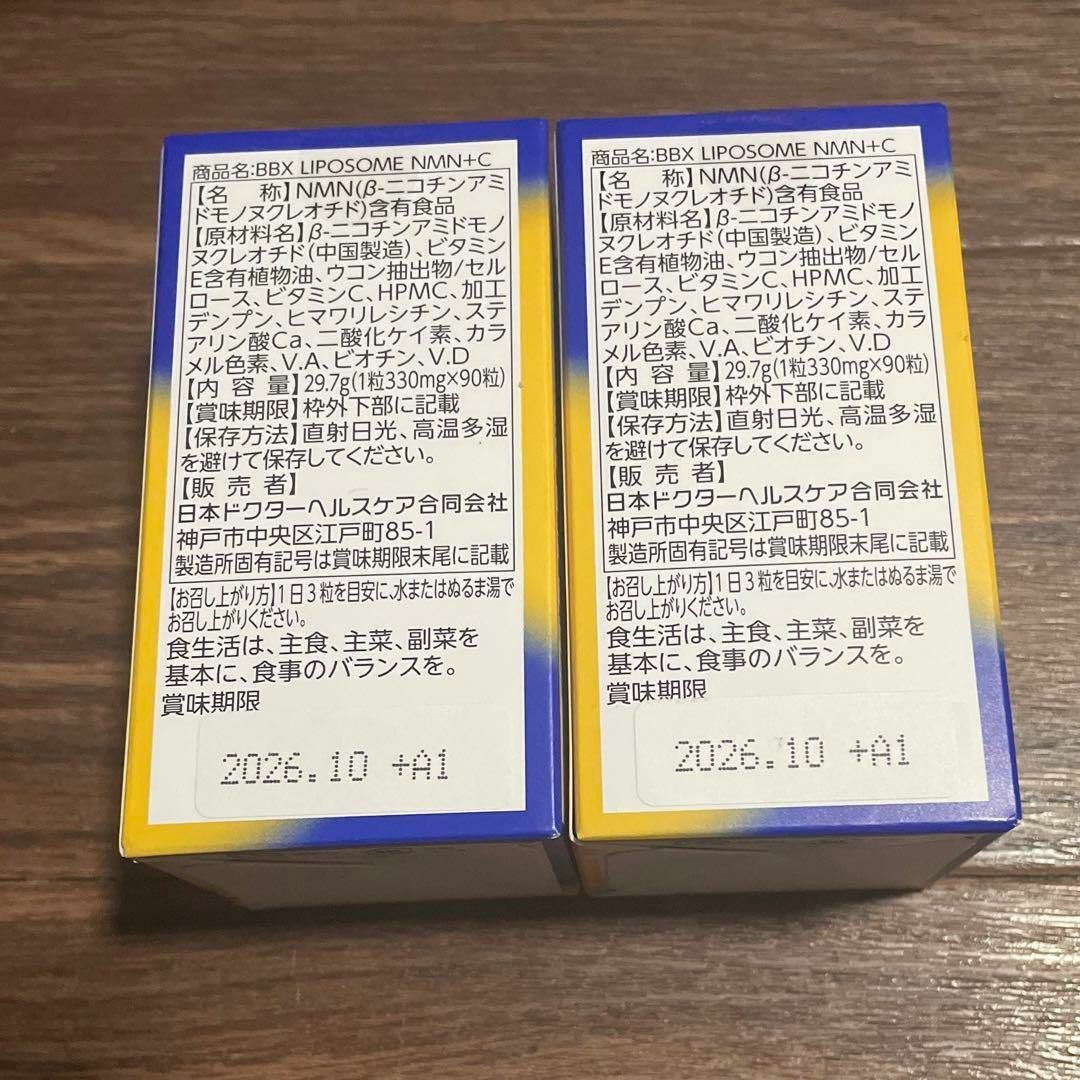 商品名:BBX LIPOSOME NMN+C
【名 称】NMN(β-ニコチンアミ
ドモノヌクレオチド)含有食品
【原材料名】β-ニコチンアミドモノ
ヌクレオチド(中国製造)、ビタミン
E含有植物油、ウコン抽出物/セル
ロース、ビタミンC、HPMC、加工
デンプン、ヒマワリレシチン、ステ
アリン酸Ca、二酸化ケイ素、カラ
メル色素、V.A、ビオチン、V.D
【内 容 量】29.7g(1粒330mg×90粒)
【賞味期限】枠外下部に記載
【保存方法】直射日光、高温多湿
を避けて保存してください。
【販 売 者】
日本ドクターヘルスケア合同会社
神戸市中央区江戸町85-1
製造所固有記号は賞味期限末尾に記載
【お召し上がり方】1日3粒を目安に、水またはぬるま湯で
お召し上がりください。
食生活は、主食、主菜、副菜を
基本に、食事のバランスを。
賞味期限
2026.10 +A1
商品名:BBX LIPOSOME NMN+C
【名 称】NMN(β-ニコチンアミ
ドモノヌクレオチド)含有食品
【原材料名】β-ニコチンアミドモノ
ヌクレオチド(中国製造)、ビタミン
E含有植物油、ウコン抽出物/セル
ロース、ビタミンC、HPMC、加工
デンプン、ヒマワリレシチン、ステ
アリン酸Ca、二酸化ケイ素、カラ
メル色素、V.A、ビオチン、V.D
【内 容 量】29.7g(1粒330mg×90粒)
【賞味期限】枠外下部に記載
【保存方法】直射日光、高温多湿
を避けて保存してください。
【販 売 者】
日本ドクターヘルスケア合同会社
神戸市中央区江戸町85-1
製造所固有記号は賞味期限末尾に記載
【お召し上がり方】1日3粒を目安に、水またはぬるま湯で
お召し上がりください。
食生活は、主食、主菜、副菜を
基本に、食事のバランスを。
賞味期限
2026.10 +A1